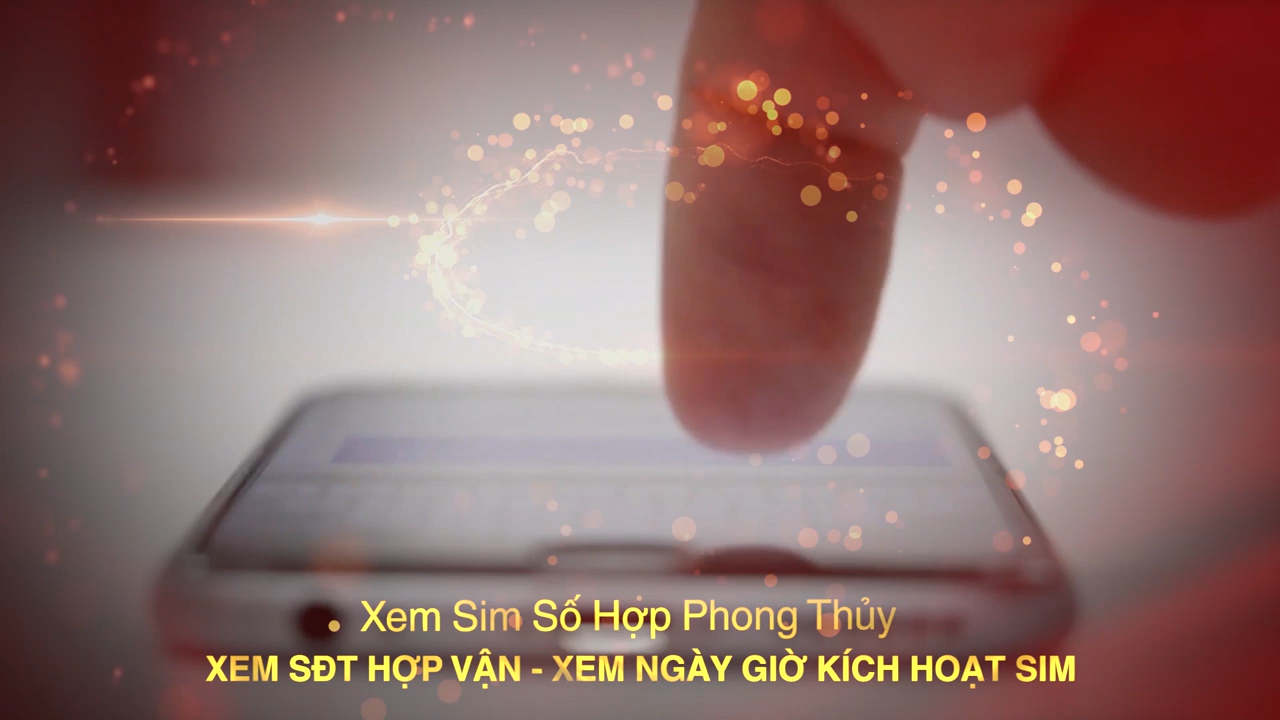 Xem Sim Số Hợp Phong Thủy
XEM SĐT HỢP VẬN - XEM NGÀY GIỜ KÍCH HOẠT SIM